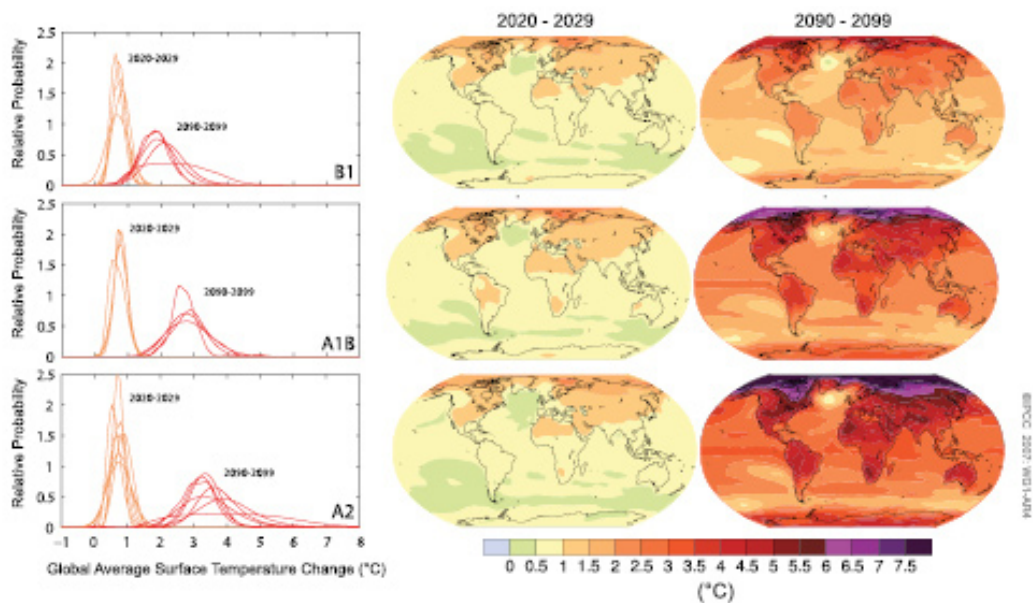 2020 - 2029
2090 - 2099
Relative Probability
2.5
2
1.5
1
0.5
0
2020-2029
2090-2099
B1
Relative Probability
2.5
2
1.5
1
0.5
0
2020-2029
2090-2099
A1B
Relative Probability
2.5
2
1.5
1
0.5
0
2020-2029
2090-2099
A2
−1 0 1 2 3 4 5 6 7 8
Global Average Surface Temperature Change (°C)
0 0.5 1 1.5 2 2.5 3 3.5 4 4.5 5 5.5 6 6.5 7 7.5
(°C)
©IPCC 2007: WG1-AR4